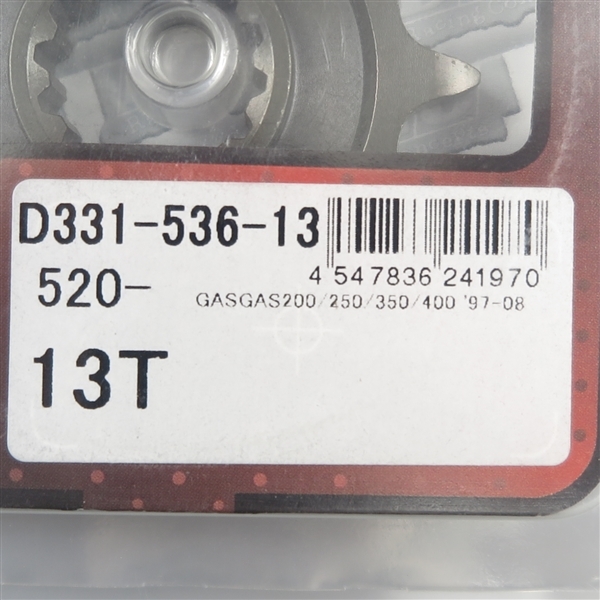 D331-536-13
4 547836 241970
520-
GASGAS200/250/350/400 '97-08
13T